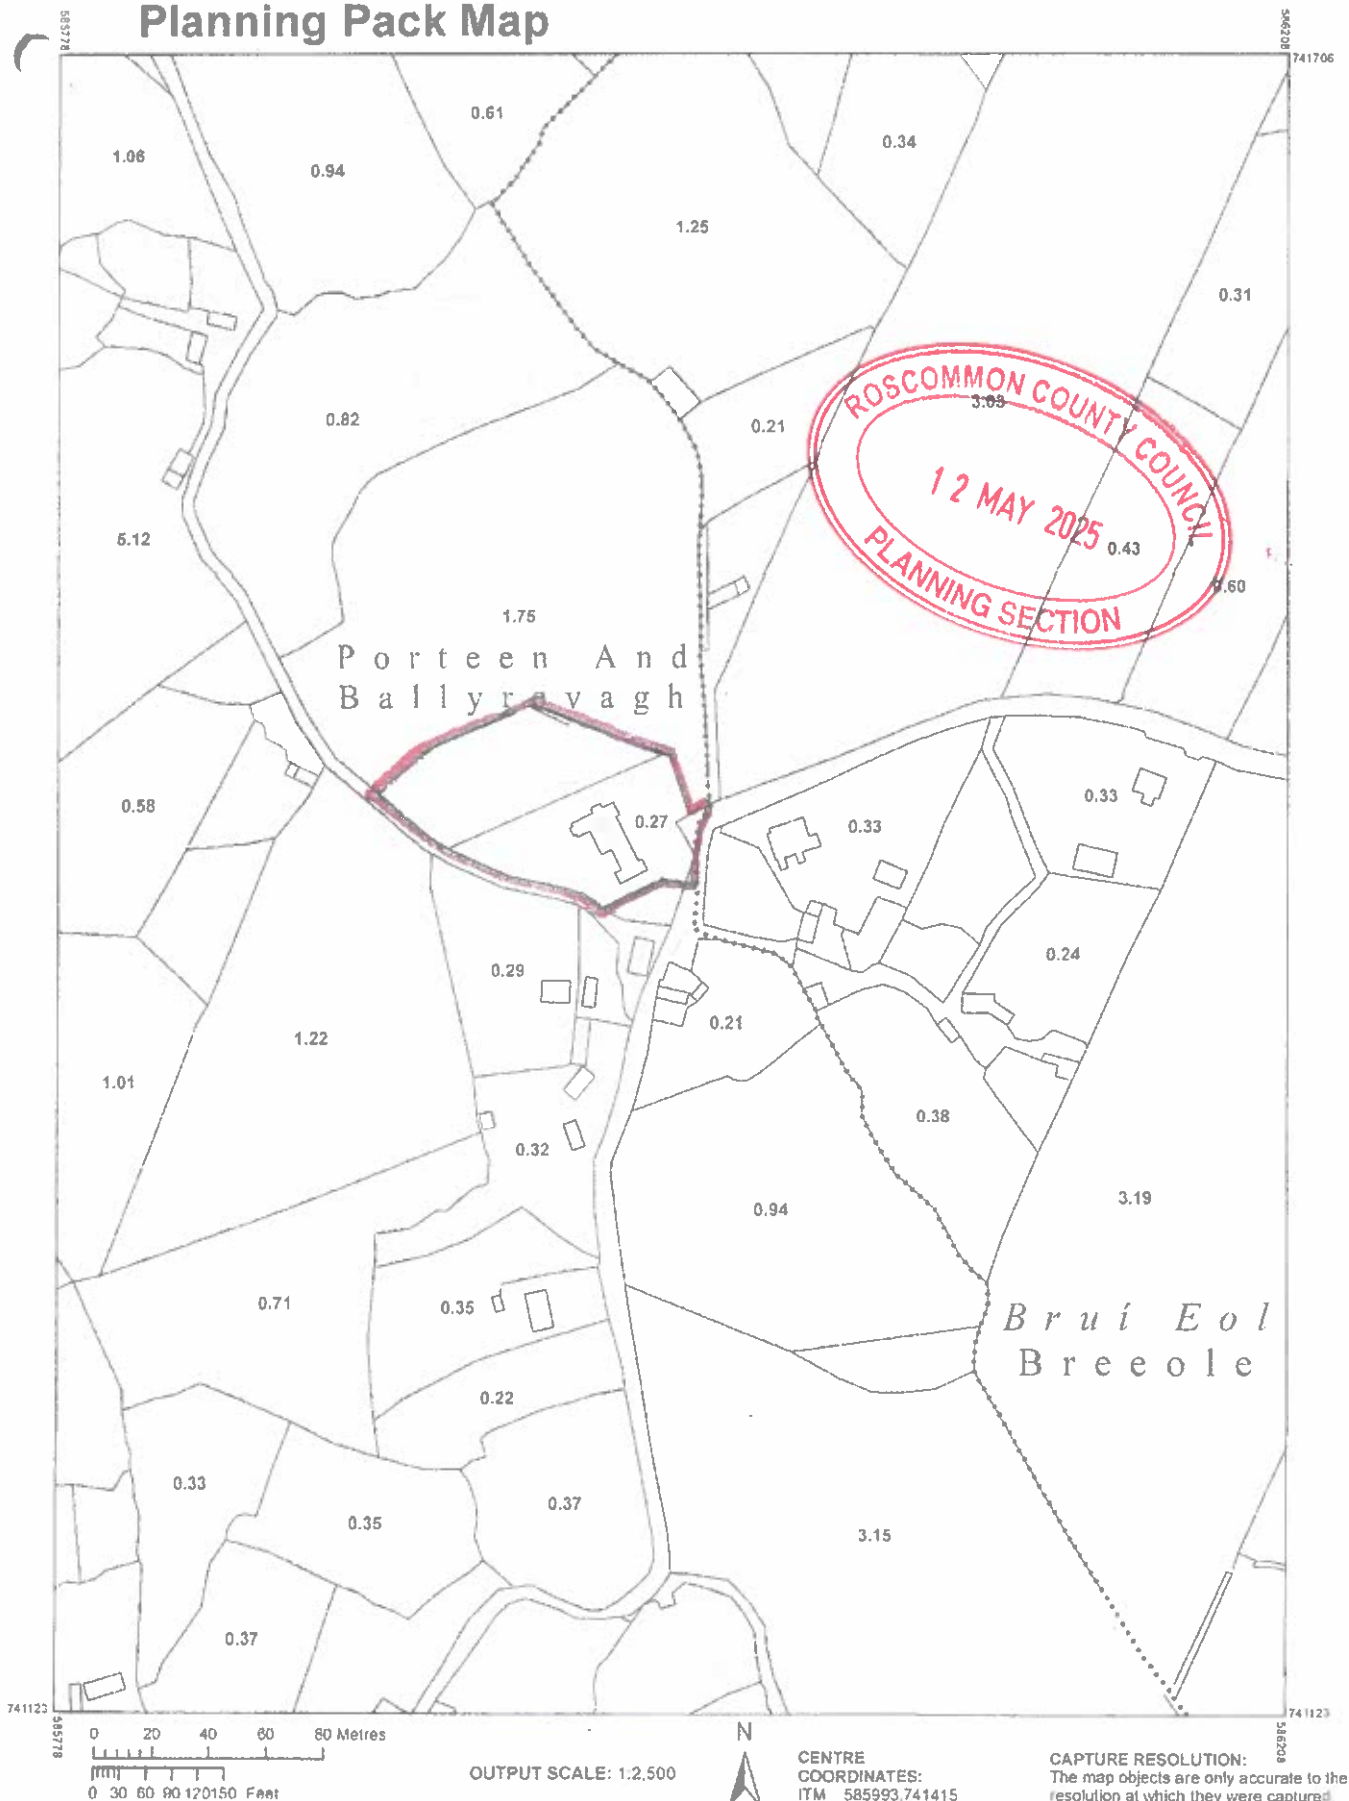 Planning Pack Map
585778
586208
741706
0.61
1.06
0.94
0.34
1.25
0.31
ROSCOMMON COUNTY COUNCIL
3.03
0.82
0.21
12 MAY 2025
5.12
0.43
PLANNING SECTION
0.60
1.75
Porteen And
Ballyrevagh
0.58
0.27
0.33
0.33
0.29
0.24
0.21
1.22
1.01
0.38
0.32
3.19
0.94
0.71
0.35
Bruí Eol
Breeole
0.22
0.33
0.37
0.35
3.15
0.37
741123
741123
585778
586208
0 20 40 60 80 Metres
0 30 60 90 120 150 Feet
OUTPUT SCALE: 1:2,500
N
CENTRE
COORDINATES:
ITM 585993,741415
CAPTURE RESOLUTION:
The map objects are only accurate to the
resolution at which they were captured.